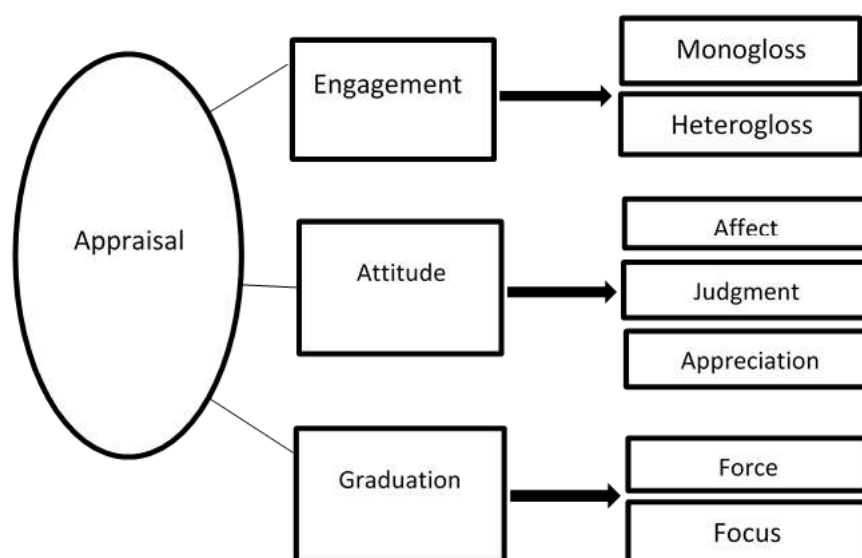 Appraisal
Engagement
Monogloss
Heterogloss
Attitude
Affect
Judgment
Appreciation
Graduation
Force
Focus